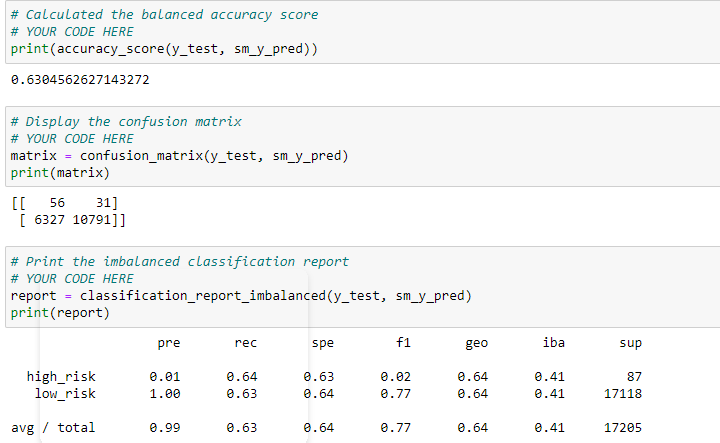 # Calculated the balanced accuracy score
# YOUR CODE HERE
print(accuracy_score(y_test, sm_y_pred))
0.6304562627143272
# Display the confusion matrix
# YOUR CODE HERE
matrix = confusion_matrix(y_test, sm_y_pred)
print(matrix)
[[   56    31]
 [ 6327 10791]]
# Print the imbalanced classification report
# YOUR CODE HERE
report = classification_report_imbalanced(y_test, sm_y_pred)
print(report)
                   pre       rec       spe        f1       geo       iba       sup
  high_risk       0.01      0.64      0.63      0.02      0.64      0.41        87
   low_risk       1.00      0.63      0.64      0.77      0.64      0.41     17118
avg / total       0.99      0.63      0.64      0.77      0.64      0.41     17205